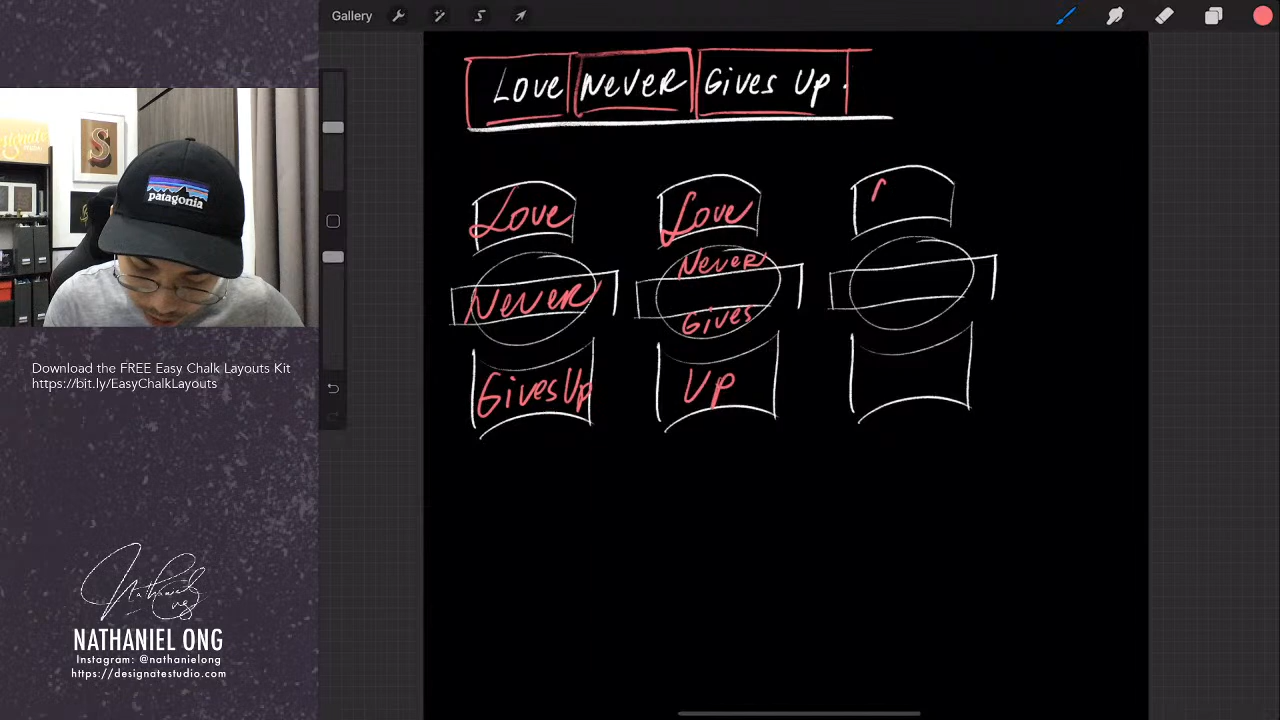 Gallery
Love Never Gives Up.
Love
Never
Gives Up
Love
Never
Gives
Up
patagonia
S
Download the FREE Easy Chalk Layouts Kit
https://bit.ly/EasyChalkLayouts
NATHANIEL ONG
Instagram: @nathanielong
https://designatestudio.com